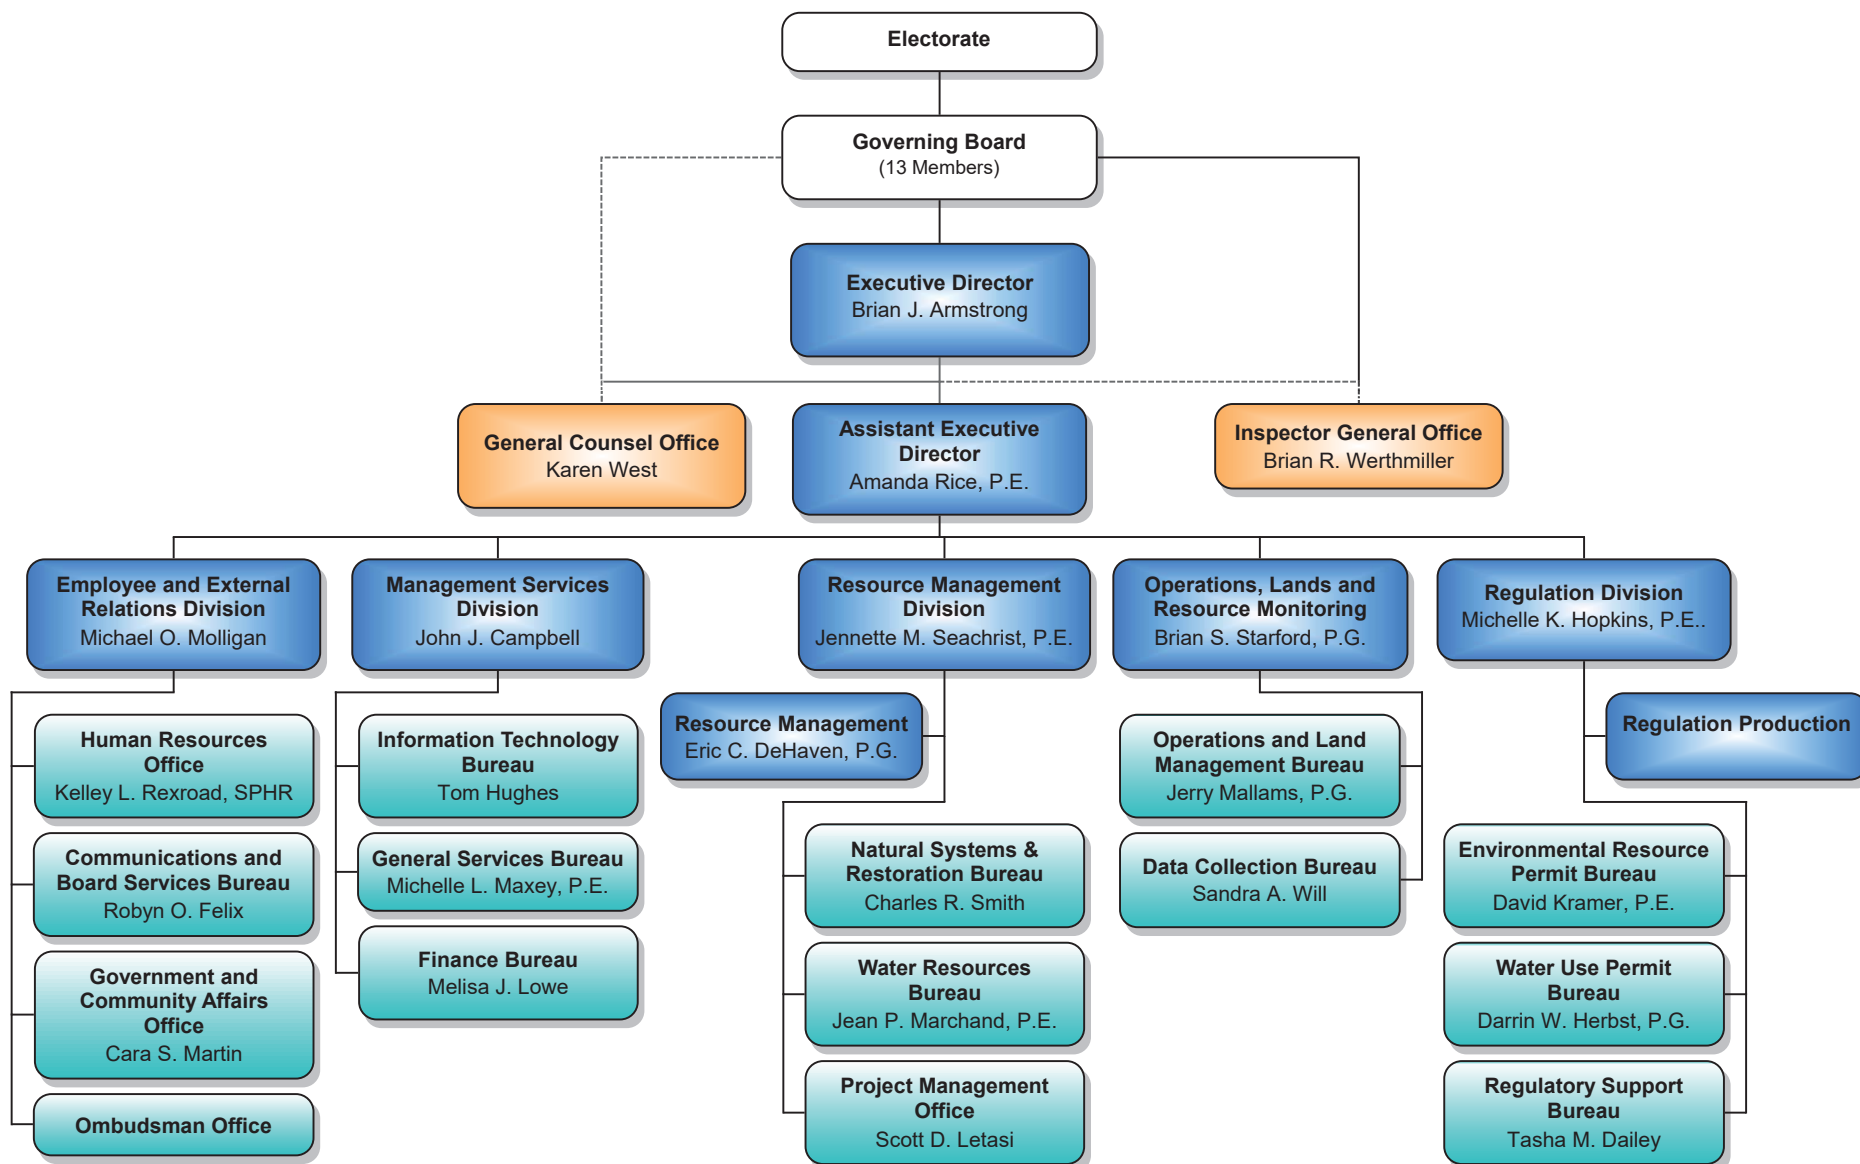 Electorate
Governing Board
(13 Members)
Executive Director
Brian J. Armstrong
General Counsel Office
Karen West
Assistant Executive
Director
Amanda Rice, P.E.
Inspector General Office
Brian R. Werthmiller
Employee and External
Relations Division
Michael O. Molligan
Management Services
Division
John J. Campbell
Resource Management
Division
Jennette M. Seachrist, P.E.
Operations, Lands and
Resource Monitoring
Brian S. Starford, P.G.
Regulation Division
Michelle K. Hopkins, P.E..
Human Resources
Office
Kelley L. Rexroad, SPHR
Communications and
Board Services Bureau
Robyn O. Felix
Government and
Community Affairs
Office
Cara S. Martin
Ombudsman Office
Information Technology
Bureau
Tom Hughes
General Services Bureau
Michelle L. Maxey, P.E.
Finance Bureau
Melisa J. Lowe
Resource Management
Eric C. DeHaven, P.G.
Natural Systems &
Restoration Bureau
Charles R. Smith
Water Resources
Bureau
Jean P. Marchand, P.E.
Project Management
Office
Scott D. Letasi
Operations and Land
Management Bureau
Jerry Mallams, P.G.
Data Collection Bureau
Sandra A. Will
Regulation Production
Environmental Resource
Permit Bureau
David Kramer, P.E.
Water Use Permit
Bureau
Darrin W. Herbst, P.G.
Regulatory Support
Bureau
Tasha M. Dailey